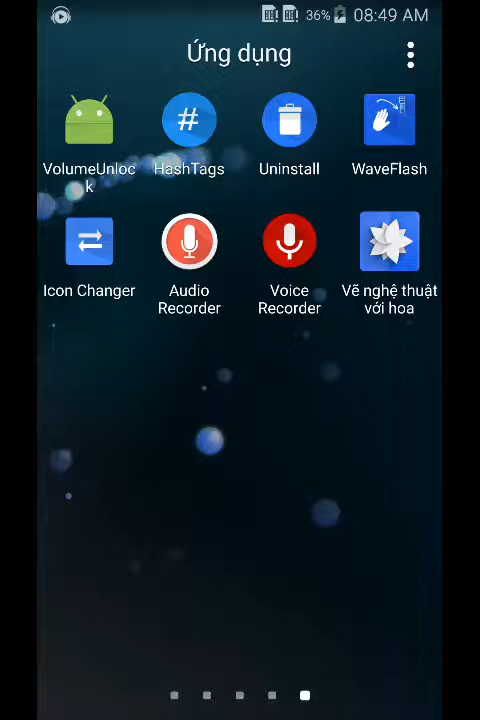 36% 08:49 AM
Ứng dụng
VolumeUnloc
k
HashTags
Uninstall
WaveFlash
Icon Changer
Audio
Recorder
Voice
Recorder
Vẽ nghệ thuật
với hoa